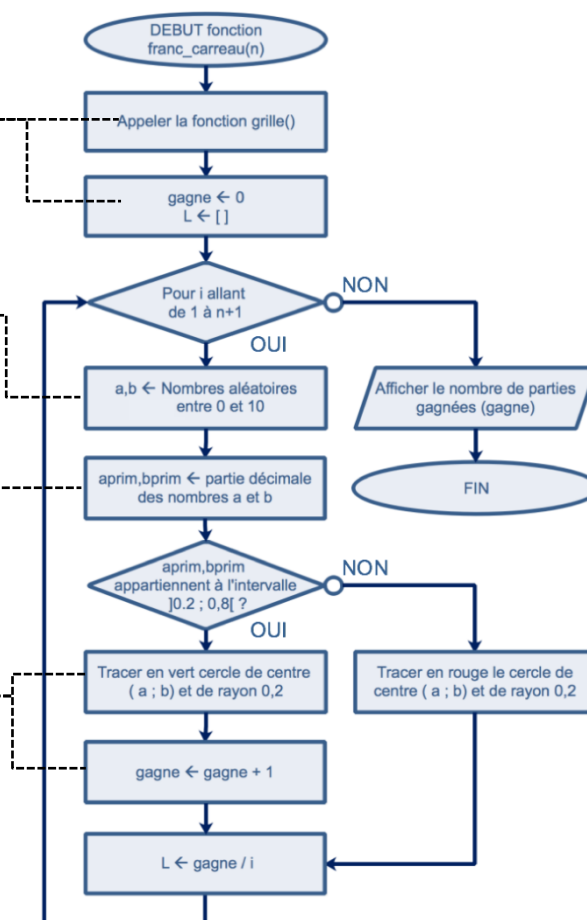 DEBUT fonction
franc_carreau(n)
Appeler la fonction grille()
gagne ← 0
L ← [ ]
Pour i allant
de 1 à n+1
NON
OUI
a,b ← Nombres aléatoires
entre 0 et 10
Afficher le nombre de parties
gagnées (gagne)
aprim,bprim ← partie décimale
des nombres a et b
FIN
aprim,bprim
appartiennent à l'intervalle
]0.2 ; 0,8[ ?
NON
OUI
Tracer en vert cercle de centre
( a ; b) et de rayon 0,2
Tracer en rouge le cercle de
centre ( a ; b) et de rayon 0,2
gagne ← gagne + 1
L ← gagne / i